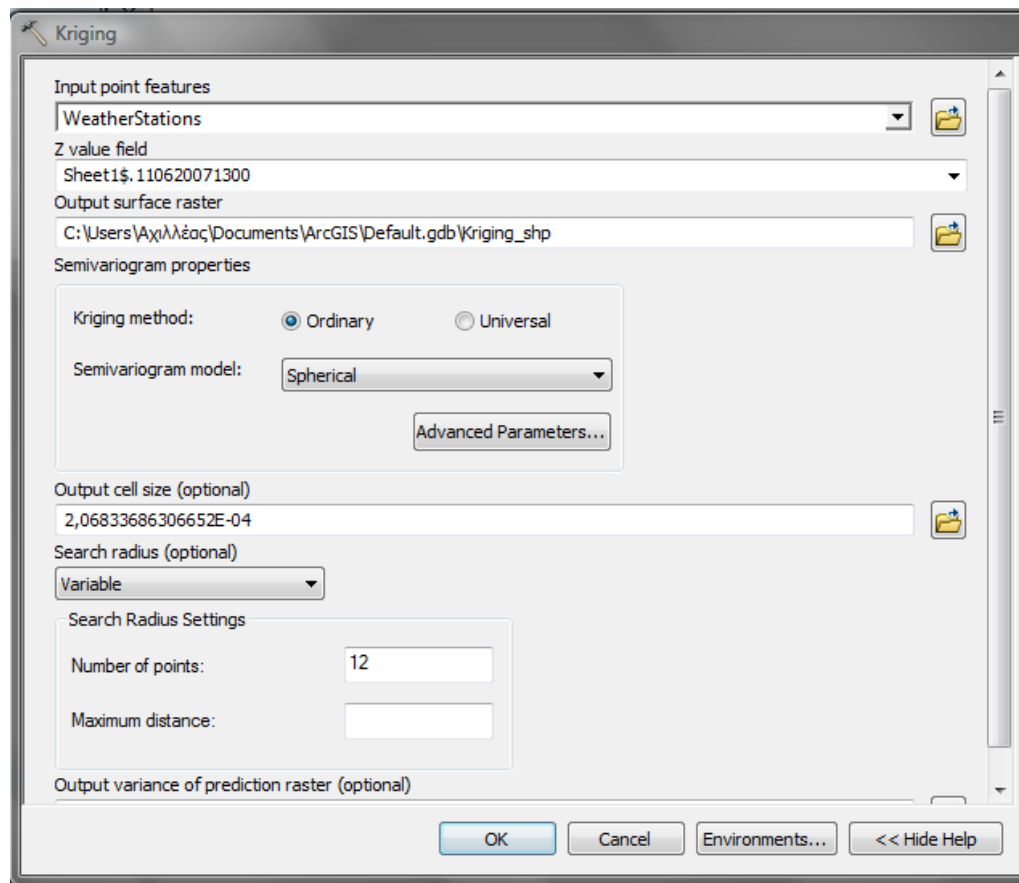 Kriging
Input point features
WeatherStations
Z value field
Sheet1$.110620071300
Output surface raster
C:\Users\Αχιλλέας\Documents\ArcGIS\Default.gdb\Kriging_shp
Semivariogram properties
Kriging method: Ordinary Universal
Semivariogram model: Spherical
Advanced Parameters...
Output cell size (optional)
2,06833686306652E-04
Search radius (optional)
Variable
Search Radius Settings
Number of points: 12
Maximum distance:
Output variance of prediction raster (optional)
OK Cancel Environments... << Hide Help